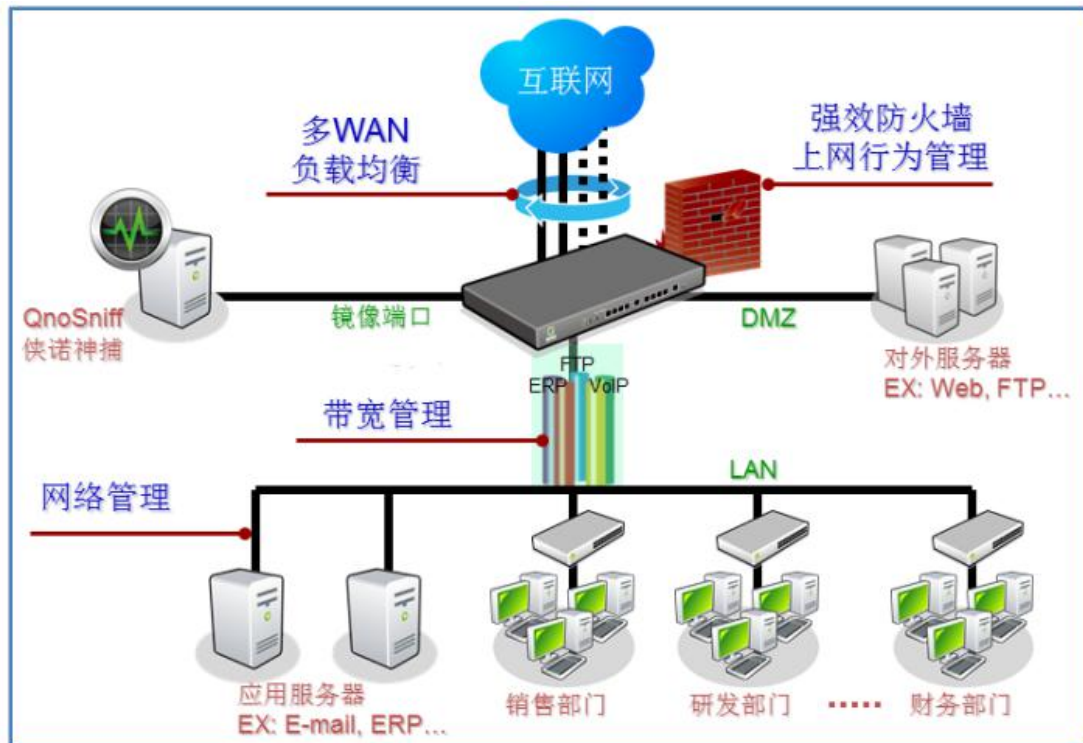 互联网
多WAN
负载均衡
强效防火墙
上网行为管理
QnoSniff
侠诺神捕
镜像端口
DMZ
对外服务器
EX: Web, FTP...
FTP
ERP
VoIP
带宽管理
LAN
网络管理
应用服务器
EX: E-mail, ERP...
销售部门
研发部门
......
财务部门